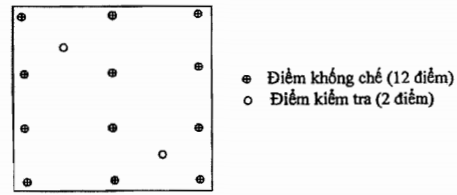 Điểm khống chế (12 điểm)
Điểm kiểm tra (2 điểm)